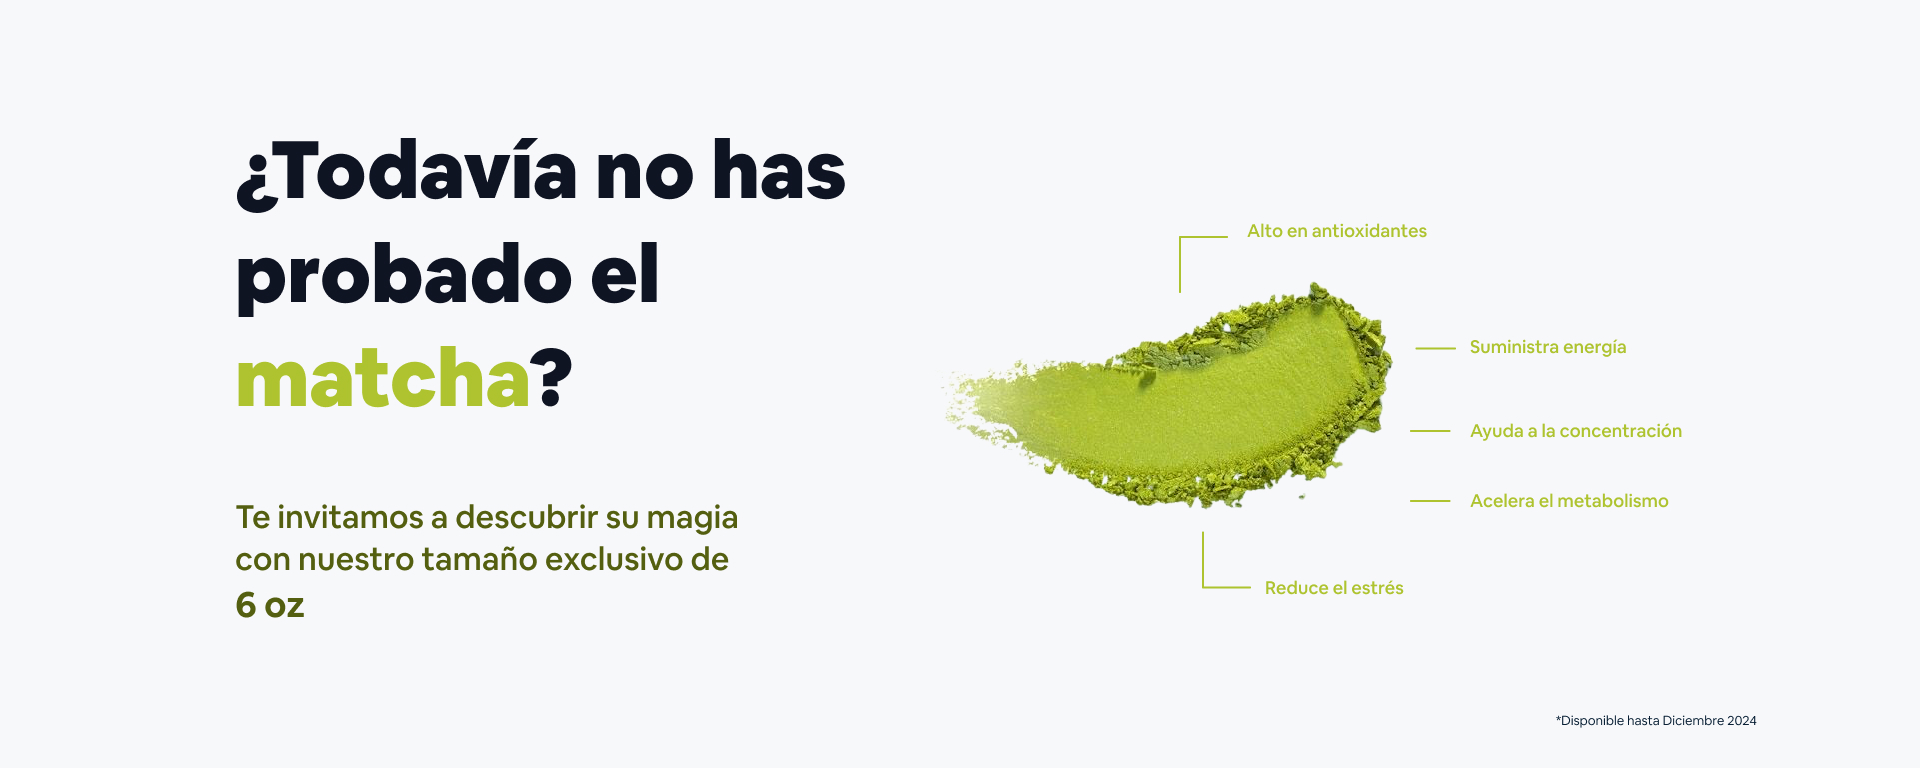 ¿Todavía no has
probado el
matcha?
Te invitamos a descubrir su magia
con nuestro tamaño exclusivo de
6 oz
Alto en antioxidantes
Suministra energía
Ayuda a la concentración
Acelera el metabolismo
Reduce el estrés
*Disponible hasta Diciembre 2024